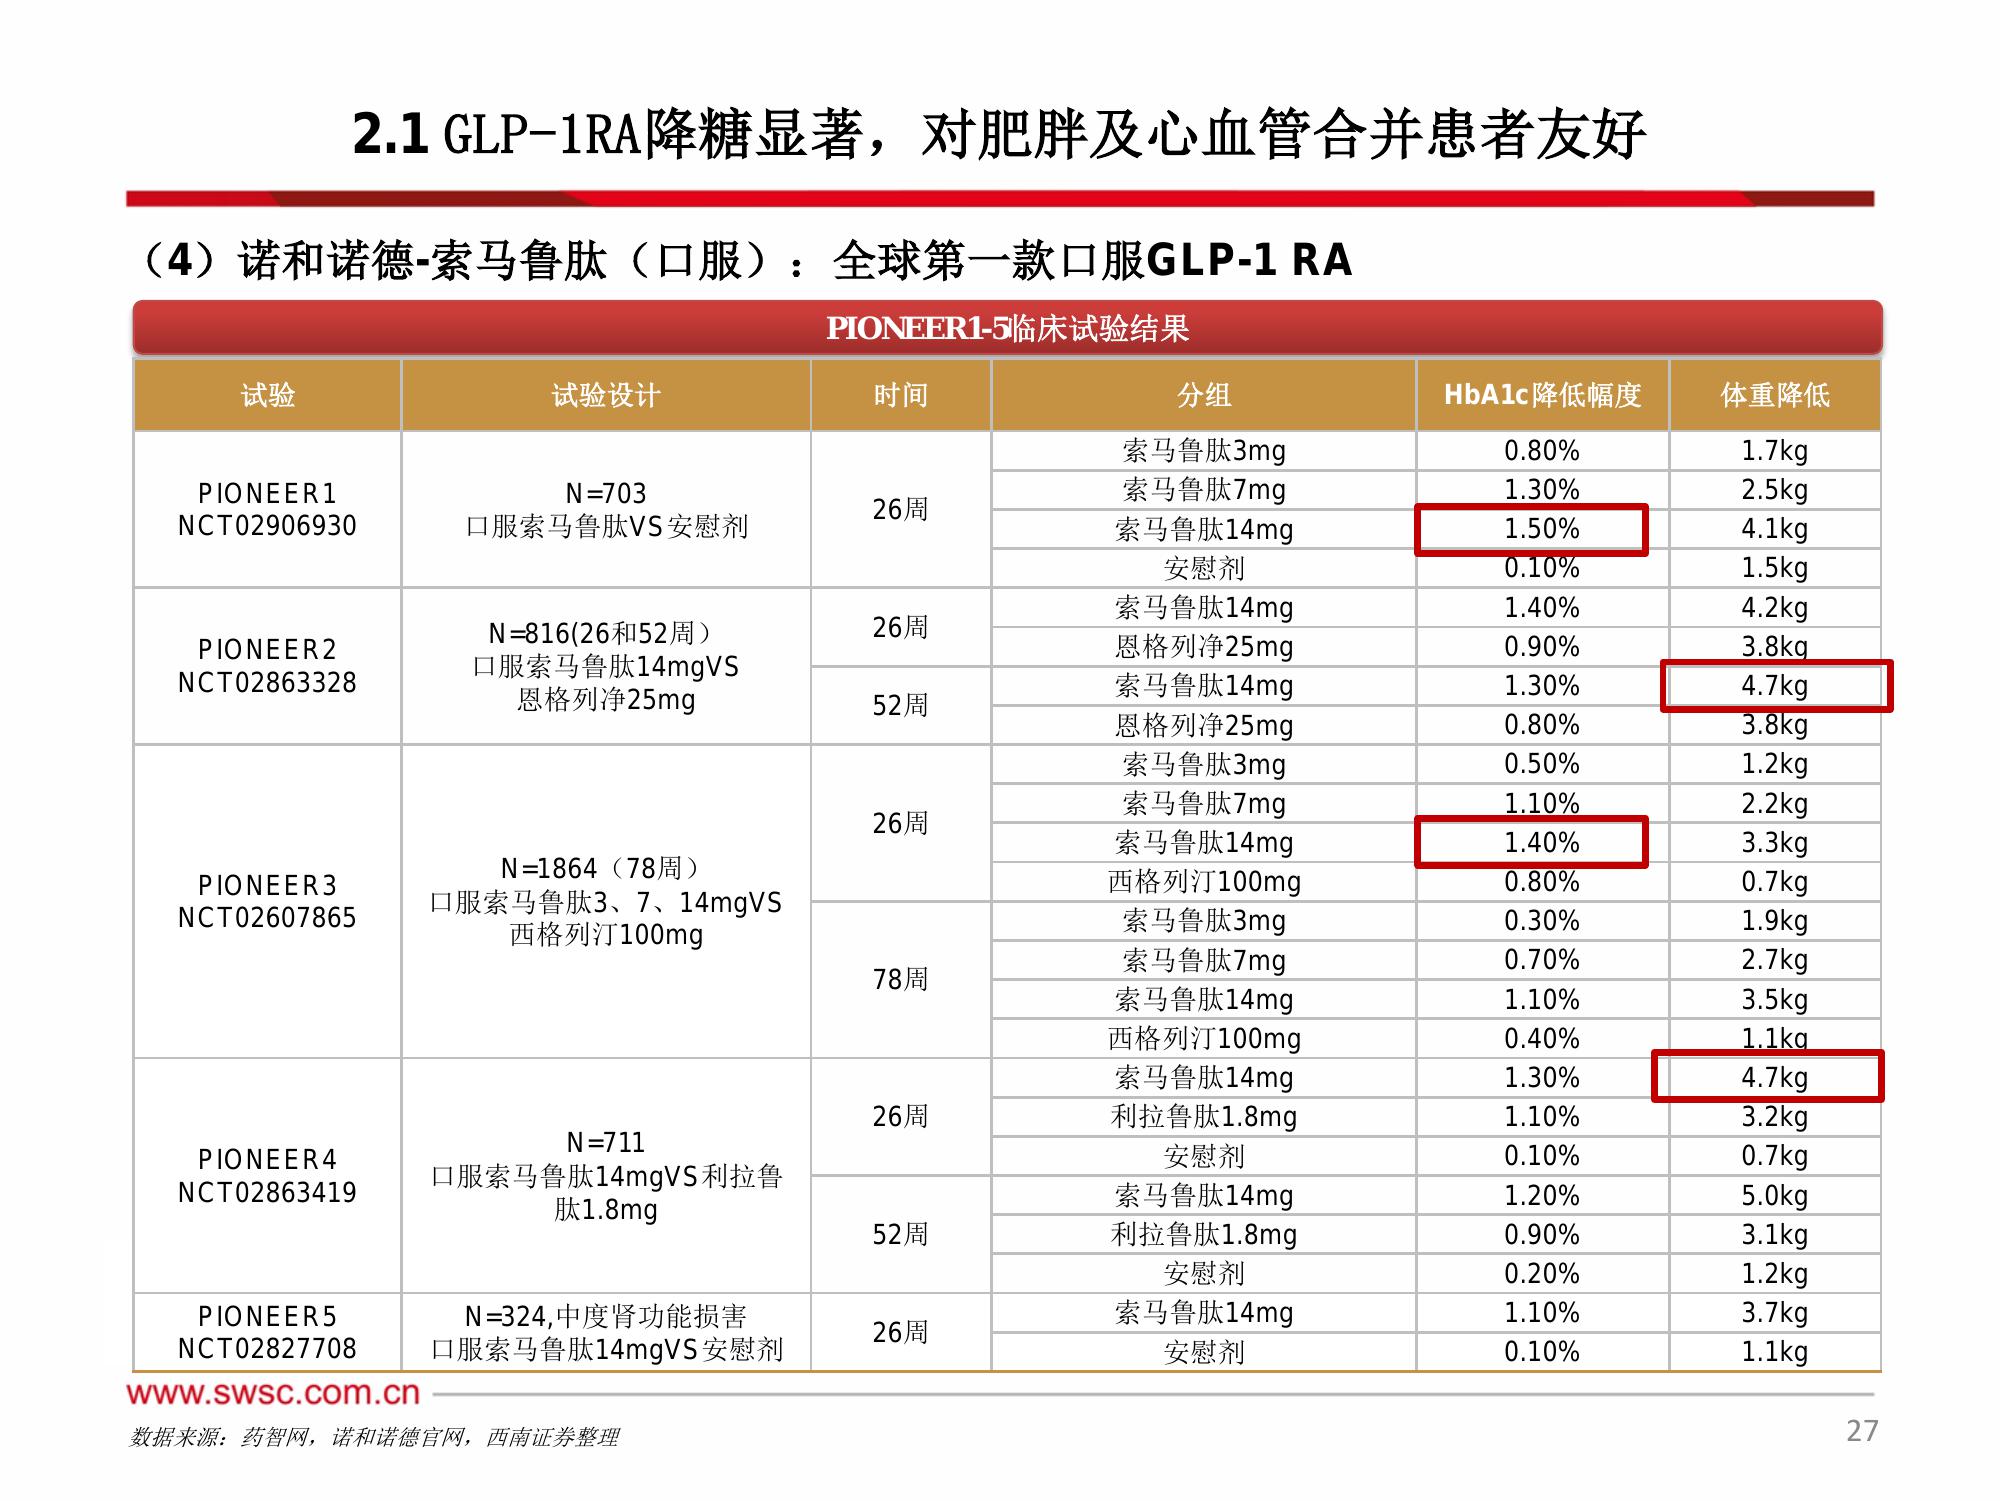 2.1 GLP-1RA降糖显著，对肥胖及心血管合并患者友好
（4）诺和诺德-索马鲁肽（口服）：全球第一款口服GLP-1 RA
PIONEER1-5临床试验结果
试验 试验设计 时间 分组 HbA1c降低幅度 体重降低
PIONEER1
NCT02906930
N=703
口服索马鲁肽VS安慰剂
26周
索马鲁肽3mg 0.80% 1.7kg
索马鲁肽7mg 1.30% 2.5kg
索马鲁肽14mg 1.50% 4.1kg
安慰剂 0.10% 1.5kg
PIONEER2
NCT02863328
N=816(26和52周）
口服索马鲁肽14mgVS
恩格列净25mg
26周
索马鲁肽14mg 1.40% 4.2kg
恩格列净25mg 0.90% 3.8kg
52周
索马鲁肽14mg 1.30% 4.7kg
恩格列净25mg 0.80% 3.8kg
PIONEER3
NCT02607865
N=1864（78周）
口服索马鲁肽3、7、14mgVS
西格列汀100mg
26周
索马鲁肽3mg 0.50% 1.2kg
索马鲁肽7mg 1.10% 2.2kg
索马鲁肽14mg 1.40% 3.3kg
西格列汀100mg 0.80% 0.7kg
78周
索马鲁肽3mg 0.30% 1.9kg
索马鲁肽7mg 0.70% 2.7kg
索马鲁肽14mg 1.10% 3.5kg
西格列汀100mg 0.40% 1.1kg
PIONEER4
NCT02863419
N=711
口服索马鲁肽14mgVS利拉鲁
肽1.8mg
26周
索马鲁肽14mg 1.30% 4.7kg
利拉鲁肽1.8mg 1.10% 3.2kg
安慰剂 0.10% 0.7kg
52周
索马鲁肽14mg 1.20% 5.0kg
利拉鲁肽1.8mg 0.90% 3.1kg
安慰剂 0.20% 1.2kg
PIONEER5
NCT02827708
N=324,中度肾功能损害
口服索马鲁肽14mgVS安慰剂
26周
索马鲁肽14mg 1.10% 3.7kg
安慰剂 0.10% 1.1kg
www.swsc.com.cn
数据来源：药智网，诺和诺德官网，西南证券整理
27